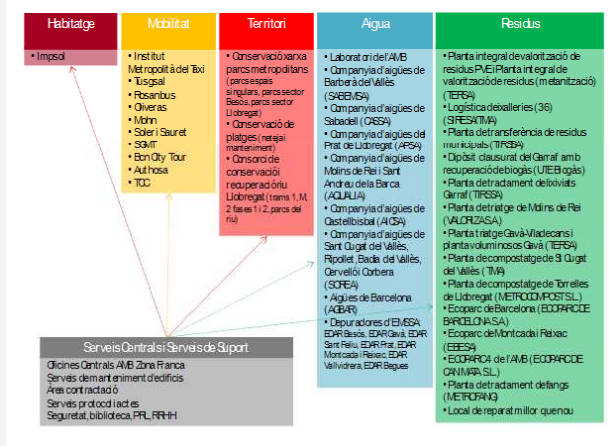 Habitatge
• Impsol
Mobilitat
• Institut
Metropolità del Taxi
• Tusgsal
• Rosanbus
• Oliveras
• Mohn
• Soler i Sauret
• SGMT
• Bcn City Tour
• Authosa
• TCC
Territori
• Conservació xarxa
parcs metropolitans
(parcs espais
singulars, parcs sector
Besòs, parcs sector
Llobregat)
• Conservació de
platges (neteja i
manteniment)
• Consorci de
conservació i
recuperació riu
Llobregat (trams 1, M,
2 fases 1 i 2, parcs del
riu)
Aigua
• Laboratori de l'AMB
• Companyia d'aigües de
Barberà del Vallès
(SABEMSA)
• Companyia d'aigües de
Sabadell (CASSA)
• Companyia d'aigües del
Prat de Llobregat (APSA)
• Companyia d'aigües de
Molins de Rei i Sant
Andreu de la Barca
(AQUALIA)
• Companyia d'aigües de
Castellbisbal (AICSA)
• Companyia d'aigües de
Sant Cugat del Vallès,
Ripollet, Badia del Vallès,
Cervelló i Corbera
(SOREA)
• Aigües de Barcelona
(AGBAR)
• Depuradores d'EMSSA:
EDAR Besòs, EDAR Gavà, EDAR
Sant Feliu, EDAR Prat, EDAR
Montcada i Reixac, EDAR
Vallvidrera, EDAR Begues
Residus
• Planta integral de valorització de
residus PVE i Planta integral de
valorització de residus (metanització)
(TERSA)
• Logística deixalleries (36)
(SIRESA/TMA)
• Planta de transferència de residus
municipals (TIRSSA)
• Dipòsit clausurat del Garraf amb
recuperació de biogàs (UTE Biogàs)
• Planta de tractament de lixiviats
Garraf (TIRSSA)
• Planta de triatge de Molins de Rei
(VALORIZA S.A.)
• Planta triatge Gavà-Viladecans i
planta voluminosos Gavà (TERSA)
• Planta de compostatge de St Cugat
del Vallès (TMA)
• Planta de compostatge de Torrelles
de Llobregat (METROCOMPOST S.L.)
• Ecoparc de Barcelona (ECOPARC DE
BARCELONA S.A.)
• Ecoparc de Montcada i Reixac
(EBESA)
• ECOPARC 4 de l'AMB (ECOPARC DE
CAN MATA S.L.)
• Planta de tractament de fangs
(METROFANG)
• Local de reparat millor que nou
Serveis Centrals i Serveis de Suport
Oficines Centrals AMB Zona Franca
Serveis de manteniment d'edificis
Àrea contractació
Serveis protocol i actes
Seguretat, biblioteca, PRL, RRHH